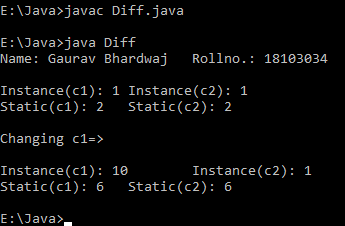 E:\Java>javac Diff.java
E:\Java>java Diff
Name: Gaurav Bhardwaj   Rollno.: 18103034
Instance(c1): 1 Instance(c2): 1
Static(c1): 2   Static(c2): 2
Changing c1=>
Instance(c1): 10        Instance(c2): 1
Static(c1): 6   Static(c2): 6
E:\Java>